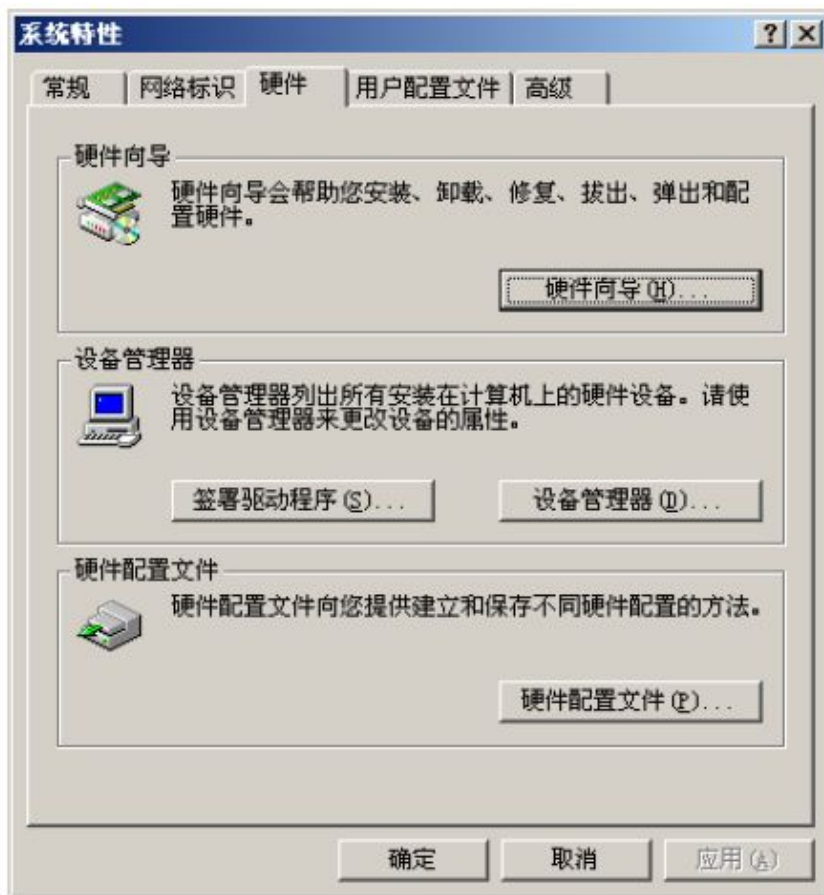 系统特性
常规 网络标识 硬件 用户配置文件 高级
硬件向导
硬件向导会帮助您安装、卸载、修复、拔出、弹出和配
置硬件。
硬件向导(H)...
设备管理器
设备管理器列出所有安装在计算机上的硬件设备。请使
用设备管理器来更改设备的属性。
签署驱动程序(S)... 设备管理器(D)...
硬件配置文件
硬件配置文件向您提供建立和保存不同硬件配置的方法。
硬件配置文件(P)...
确定 取消 应用(A)